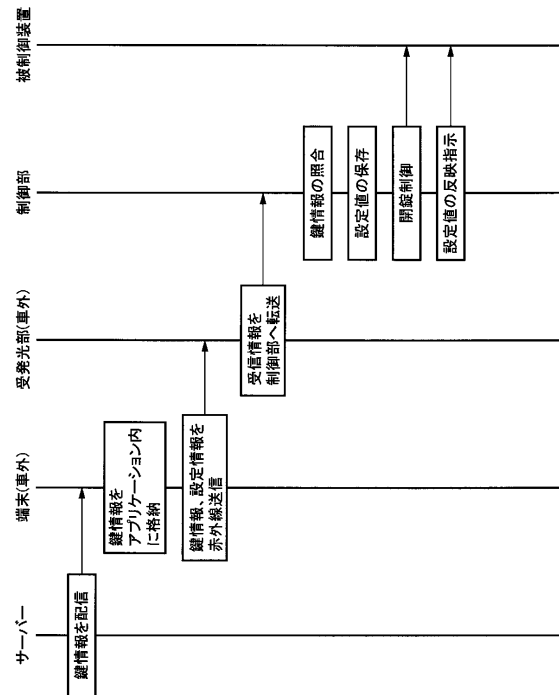 サーバー
端末(車外)
受発光部(車外)
制御部
被制御装置
鍵情報を配信
鍵情報を
アプリケーション内
に格納
鍵情報、設定情報を
赤外線送信
受信情報を
制御部へ転送
鍵情報の照合
設定値の保存
開錠制御
設定値の反映指示